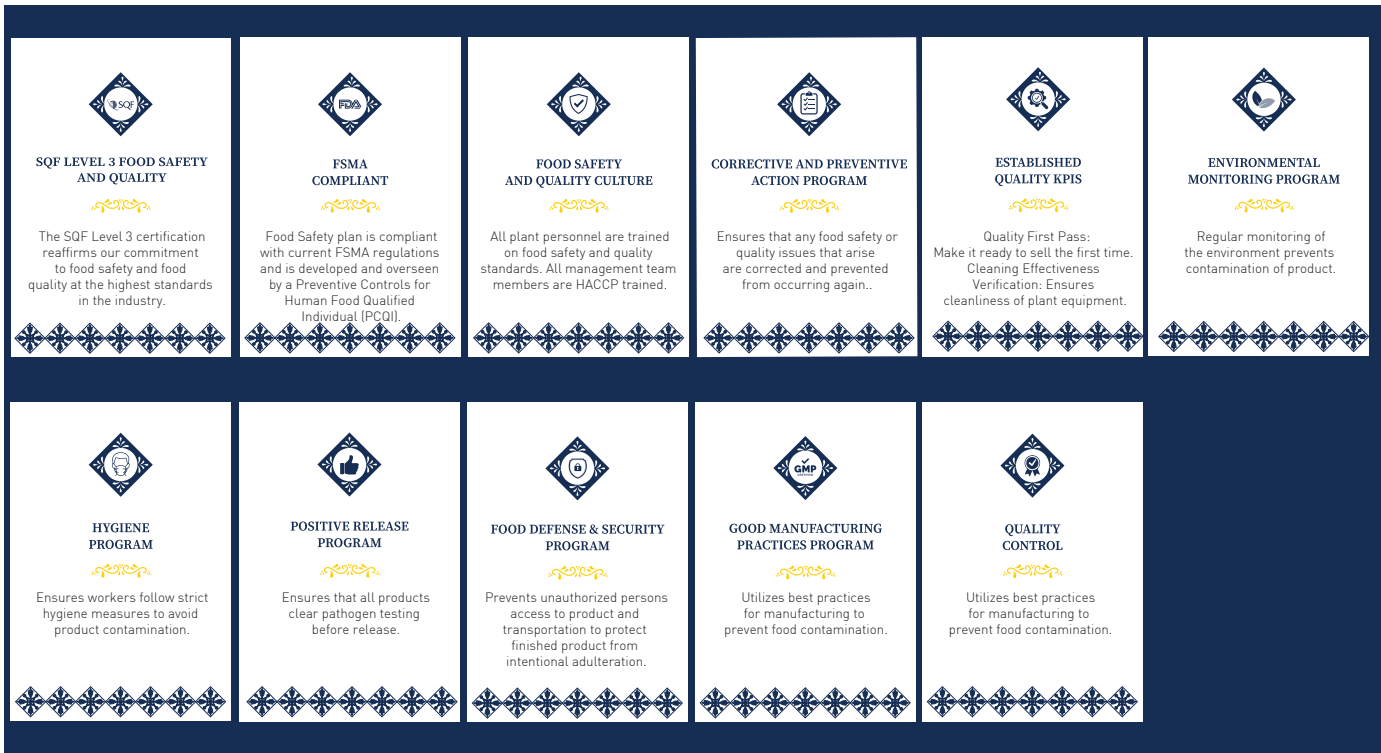 SQF
SQF LEVEL 3 FOOD SAFETY
AND QUALITY
The SQF Level 3 certification
reaffirms our commitment
to food safety and food
quality at the highest standards
in the industry.
FDA
FSMA
COMPLIANT
Food Safety plan is compliant
with current FSMA regulations
and is developed and overseen
by a Preventive Controls for
Human Food Qualified
Individual (PCQI).
FOOD SAFETY
AND QUALITY CULTURE
All plant personnel are trained
on food safety and quality
standards. All management team
members are HACCP trained.
CORRECTIVE AND PREVENTIVE
ACTION PROGRAM
Ensures that any food safety or
quality issues that arise
are corrected and prevented
from occurring again..
ESTABLISHED
QUALITY KPIS
Quality First Pass:
Make it ready to sell the first time.
Cleaning Effectiveness
Verification: Ensures
cleanliness of plant equipment.
ENVIRONMENTAL
MONITORING PROGRAM
Regular monitoring of
the environment prevents
contamination of product.
HYGIENE
PROGRAM
Ensures workers follow strict
hygiene measures to avoid
product contamination.
POSITIVE RELEASE
PROGRAM
Ensures that all products
clear pathogen testing
before release.
FOOD DEFENSE & SECURITY
PROGRAM
Prevents unauthorized persons
access to product and
transportation to protect
finished product from
intentional adulteration.
GMP
GOOD MANUFACTURING
PRACTICES PROGRAM
Utilizes best practices
for manufacturing to
prevent food contamination.
QUALITY
CONTROL
Utilizes best practices
for manufacturing to
prevent food contamination.